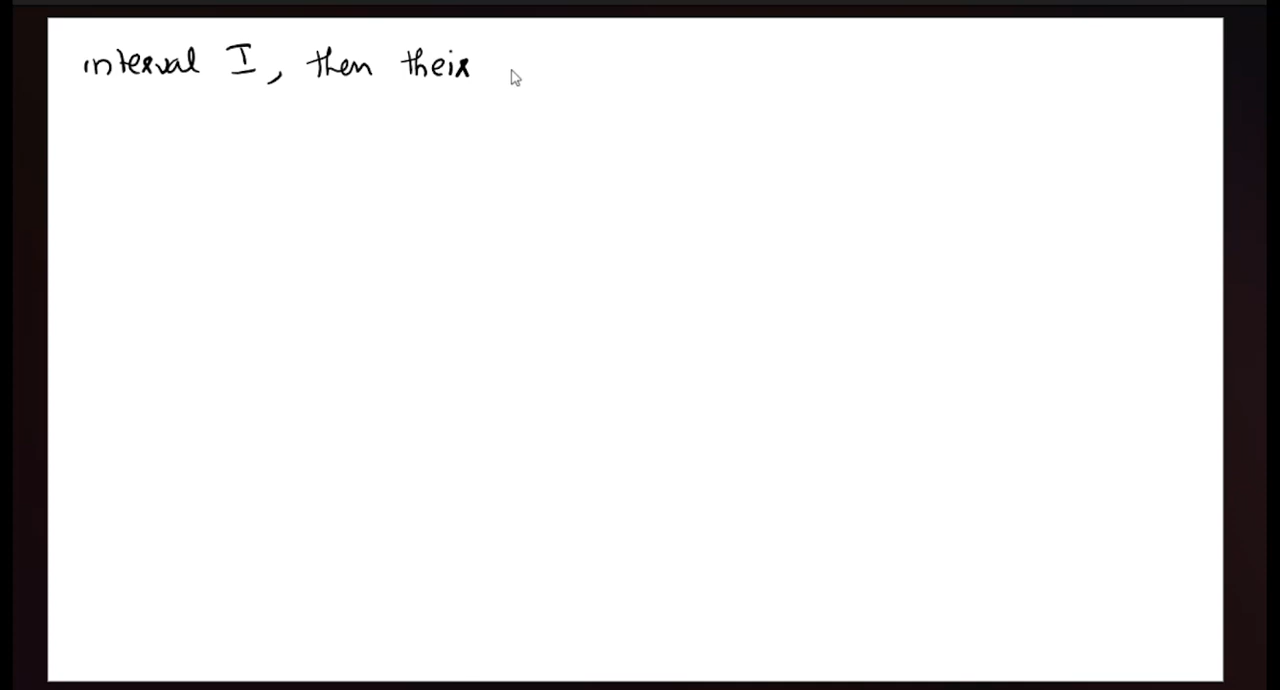 interval I, then their